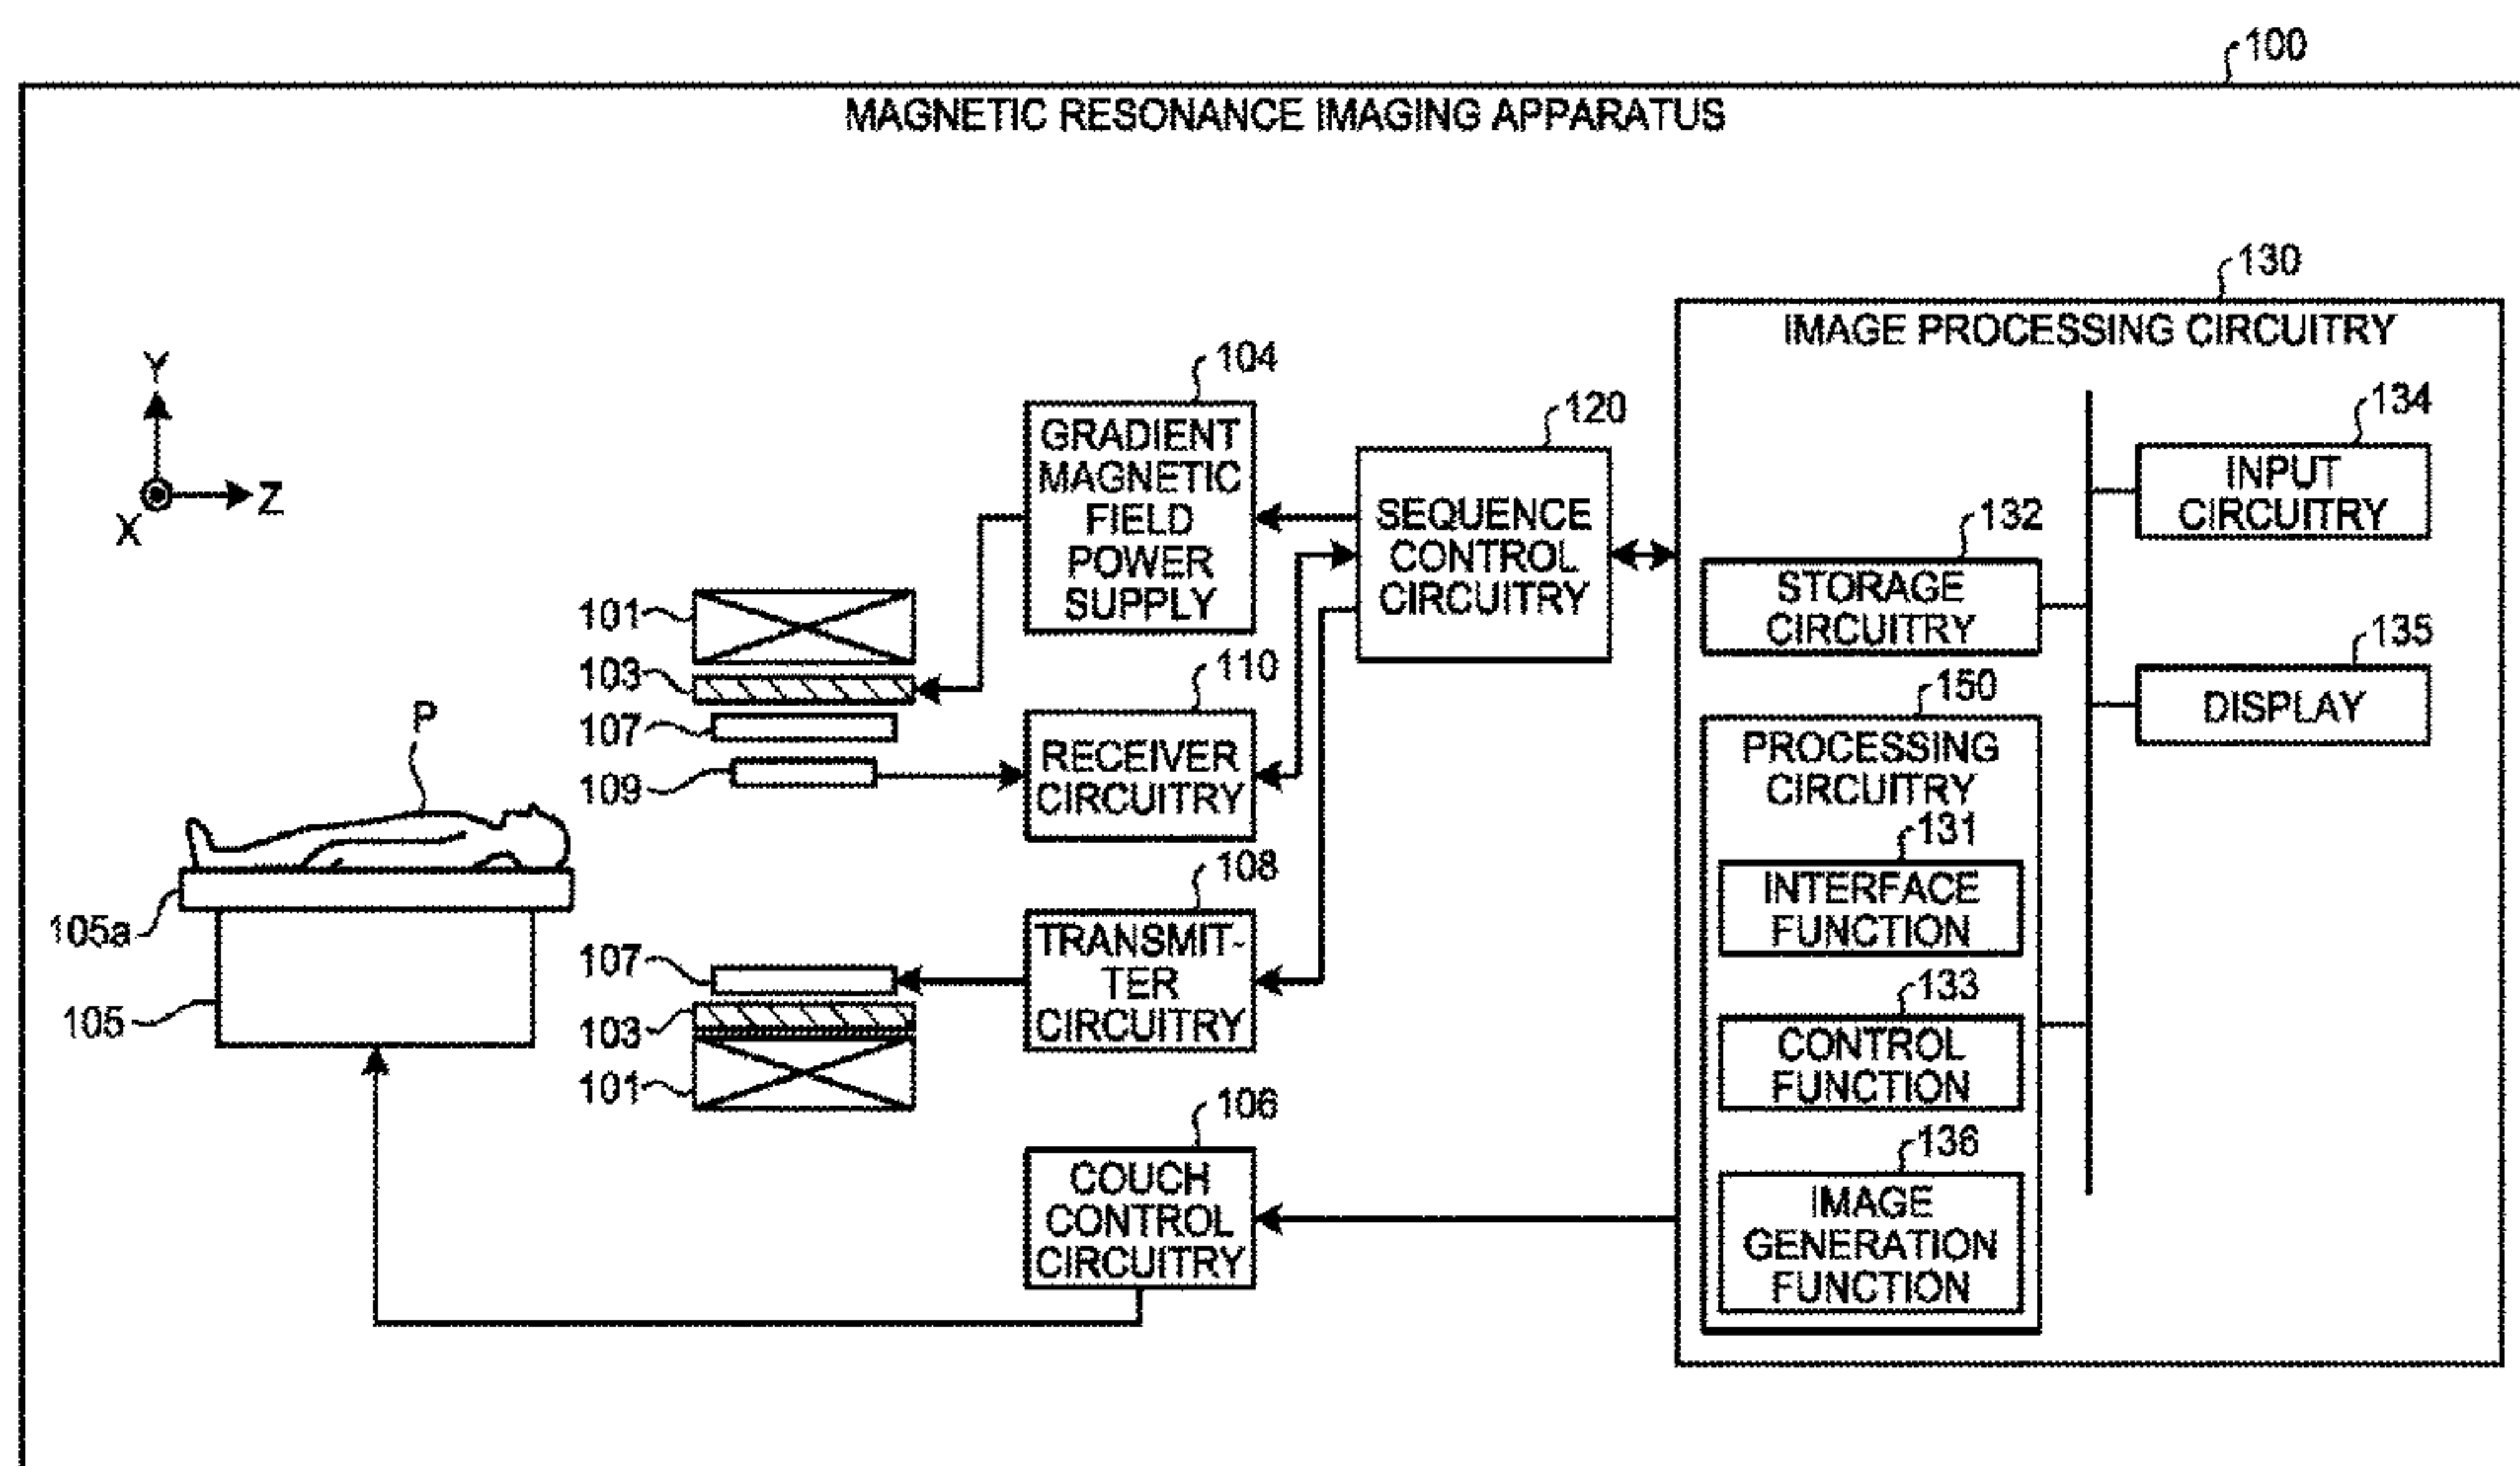 100
MAGNETIC RESONANCE IMAGING APPARATUS
130
IMAGE PROCESSING CIRCUITRY
Y
Z
X
104
GRADIENT
MAGNETIC
FIELD
POWER
SUPPLY
120
SEQUENCE
CONTROL
CIRCUITRY
134
INPUT
CIRCUITRY
132
STORAGE
CIRCUITRY
135
DISPLAY
101
103
107
109
110
RECEIVER
CIRCUITRY
150
PROCESSING
CIRCUITRY
131
INTERFACE
FUNCTION
133
CONTROL
FUNCTION
136
IMAGE
GENERATION
FUNCTION
P
105a
105
108
TRANSMIT-
TER
CIRCUITRY
107
103
101
106
COUCH
CONTROL
CIRCUITRY